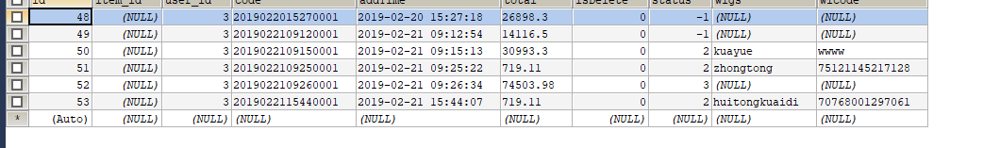 id item_id user_id code addTime total isDelete status wlgs wlcode
48 (NULL) 3 2019022015270001 2019-02-20 15:27:18 26898.3 0 -1 (NULL) (NULL)
49 (NULL) 3 2019022109120001 2019-02-21 09:12:54 14116.5 0 -1 (NULL) (NULL)
50 (NULL) 3 2019022109150001 2019-02-21 09:15:13 30993.3 0 2 kuayue wwww
51 (NULL) 3 2019022109250001 2019-02-21 09:25:22 719.11 0 2 zhongtong 75121145217128
52 (NULL) 3 2019022109260001 2019-02-21 09:26:34 74503.98 0 3 (NULL) (NULL)
53 (NULL) 3 2019022115440001 2019-02-21 15:44:07 719.11 0 2 huitongkuaidi 70768001297061
* (Auto) (NULL) (NULL) (NULL) (NULL) (NULL) (NULL) (NULL) (NULL) (NULL)